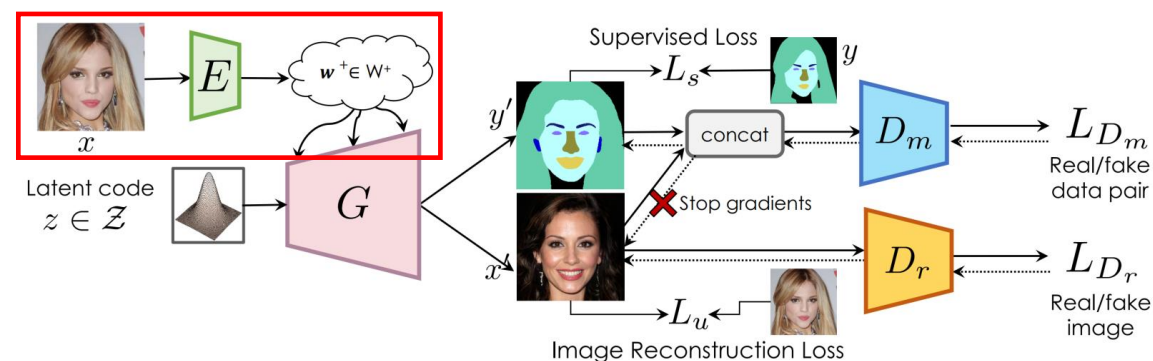 Supervised Loss
y
L_s
E
w⁺ ∈ W⁺
x
y'
concat
D_m
L_{D_m}
Real/fake
data pair
Latent code
z ∈ 𝒵
G
Stop gradients
x'
D_r
L_{D_r}
Real/fake
image
L_u
Image Reconstruction Loss